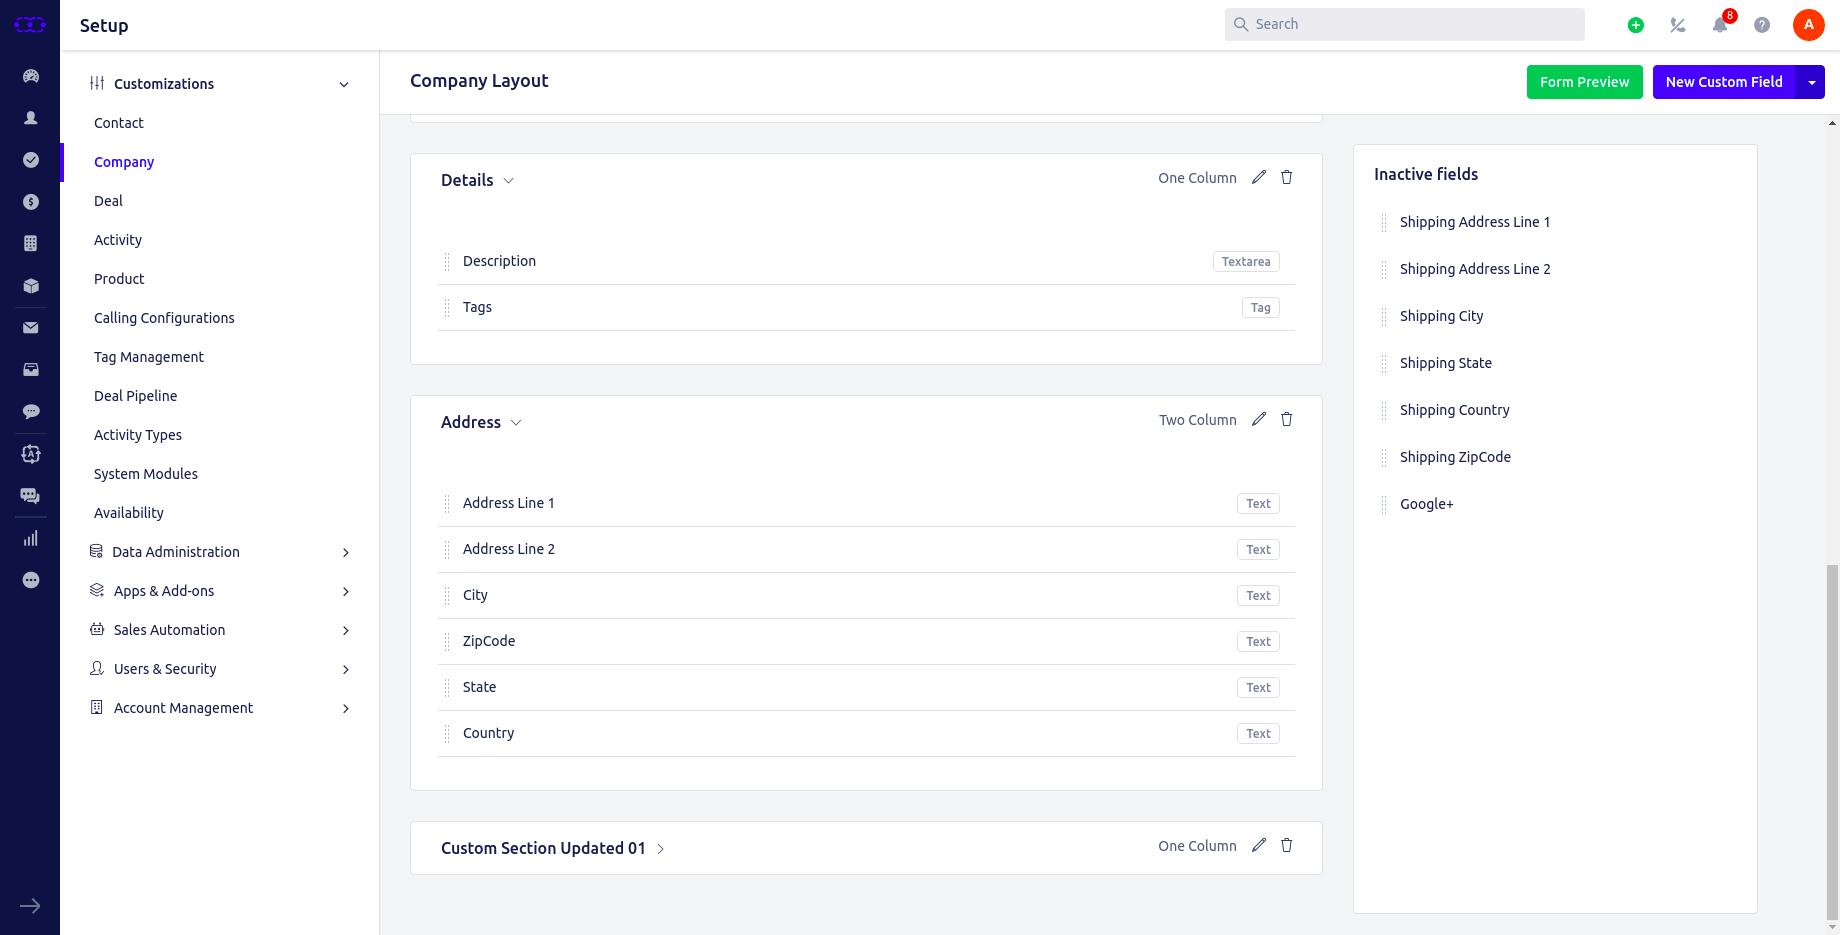 Setup
Search
8
A
Customizations
Contact
Company
Deal
Activity
Product
Calling Configurations
Tag Management
Deal Pipeline
Activity Types
System Modules
Availability
Data Administration
Apps & Add-ons
Sales Automation
Users & Security
Account Management
Company Layout
Form Preview
New Custom Field
Details
One Column
Description
Textarea
Tags
Tag
Address
Two Column
Address Line 1
Text
Address Line 2
Text
City
Text
ZipCode
Text
State
Text
Country
Text
Custom Section Updated 01
One Column
Inactive fields
Shipping Address Line 1
Shipping Address Line 2
Shipping City
Shipping State
Shipping Country
Shipping ZipCode
Google+